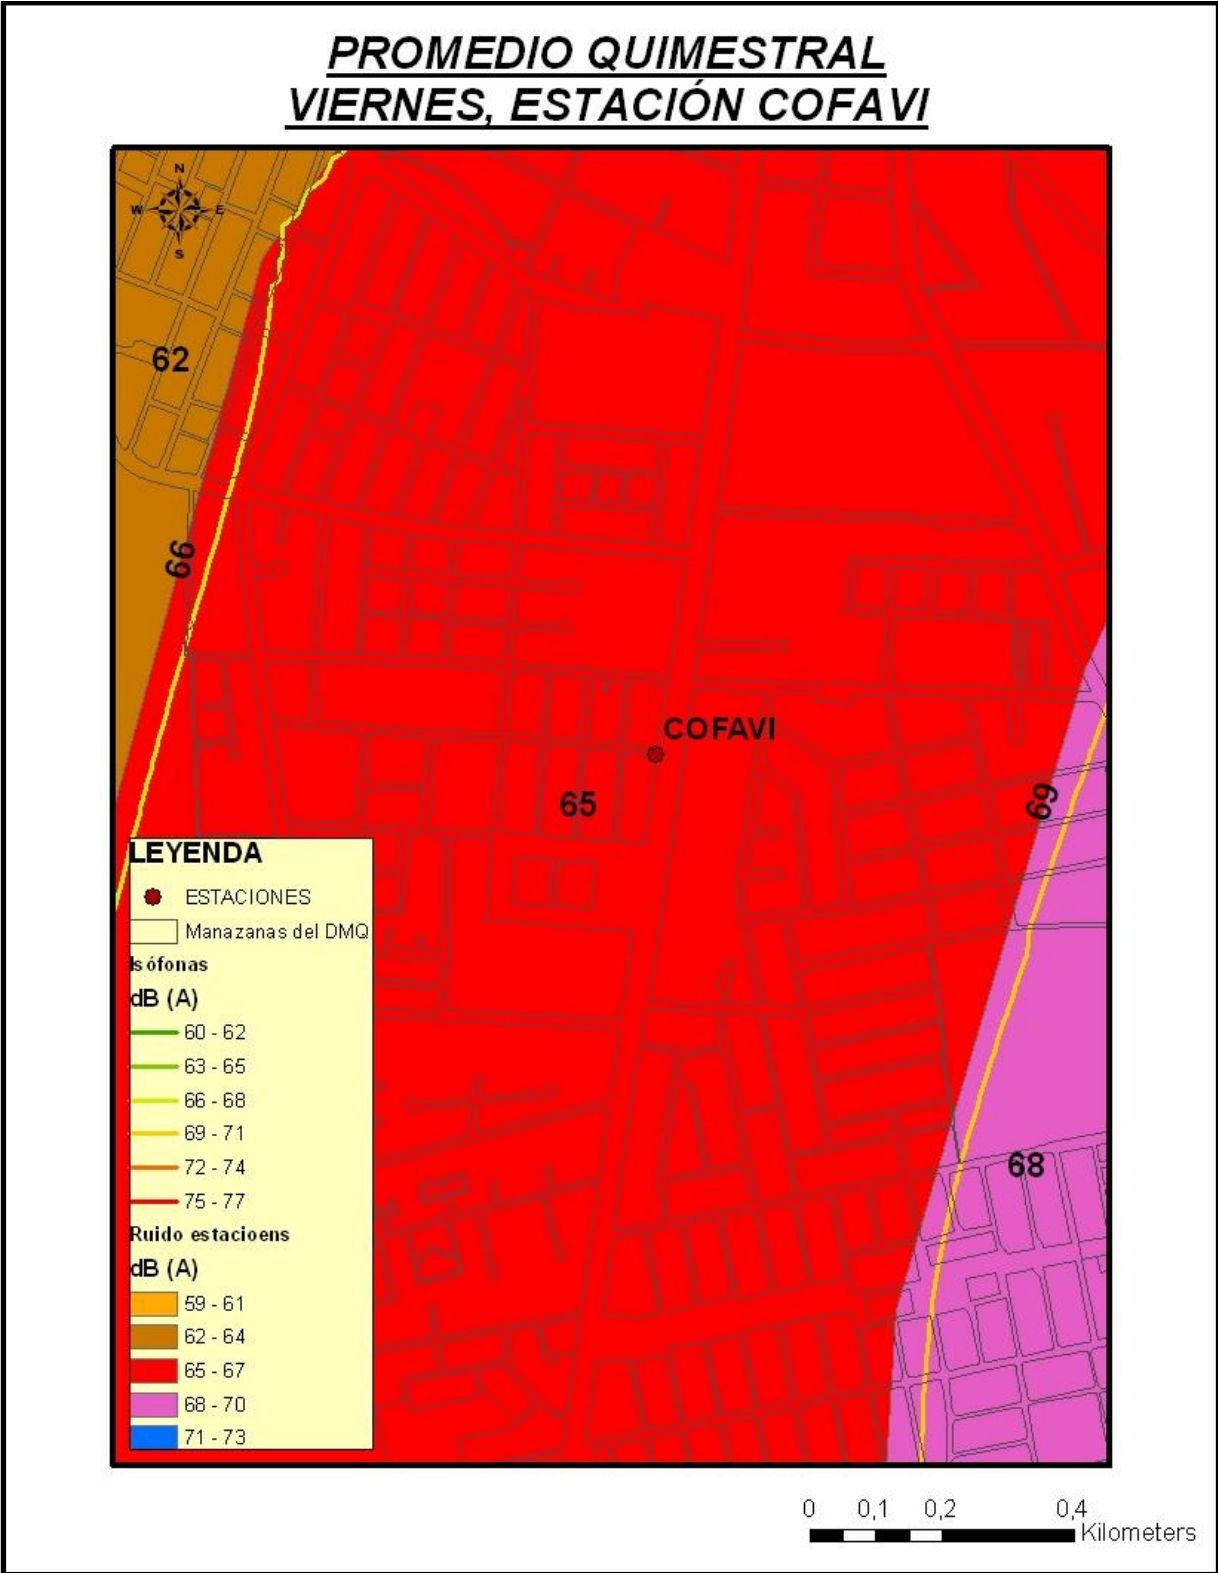 PROMEDIO QUIMESTRAL
VIERNES, ESTACIÓN COFAVI
N
W E
S
62
66
COFAVI
65
69
68
LEYENDA
ESTACIONES
Manazanas del DMQ
Isófonas
dB (A)
60 - 62
63 - 65
66 - 68
69 - 71
72 - 74
75 - 77
Ruido estacioens
dB (A)
59 - 61
62 - 64
65 - 67
68 - 70
71 - 73
0 0,1 0,2 0,4
Kilometers